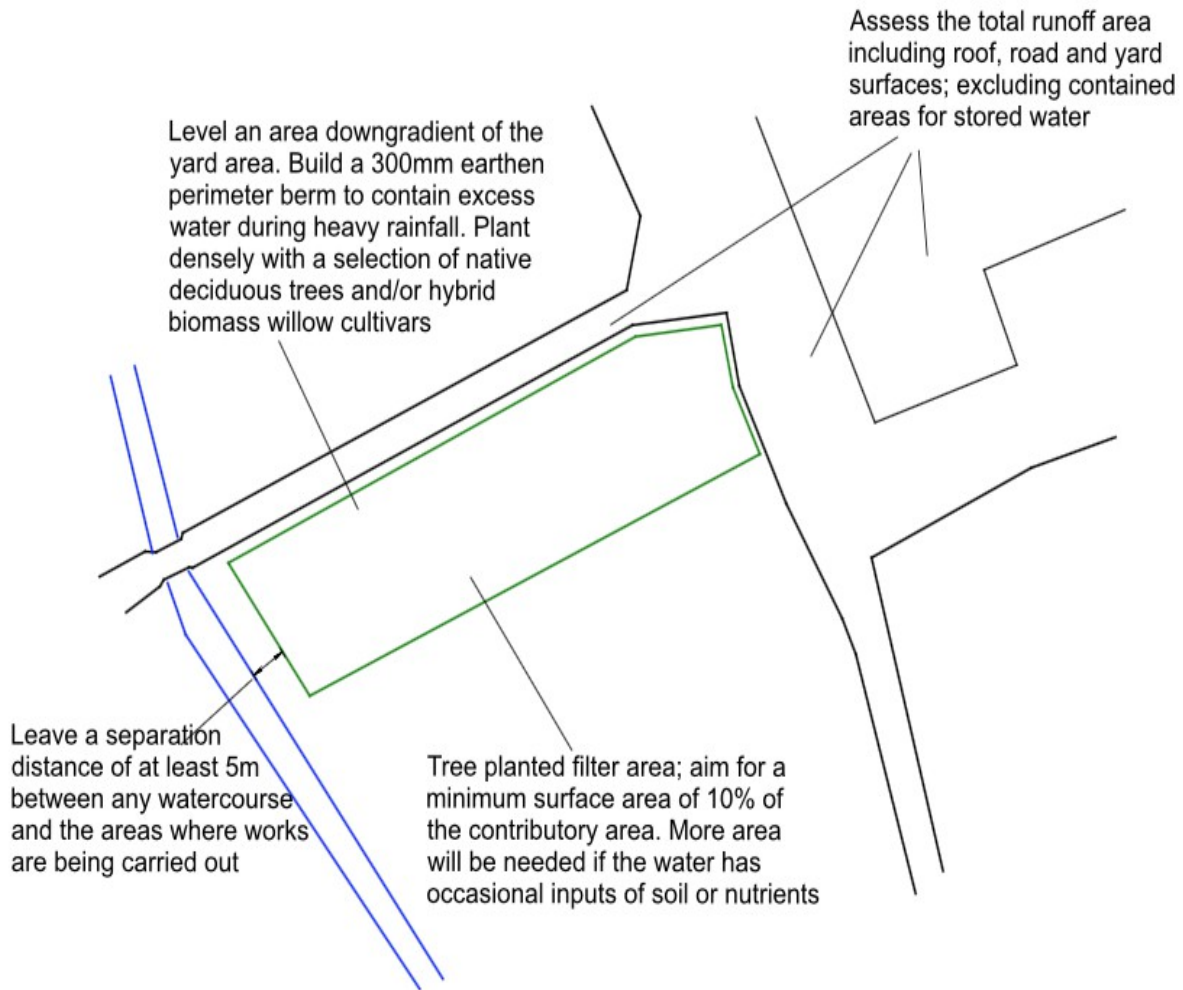 Assess the total runoff area
including roof, road and yard
surfaces; excluding contained
areas for stored water
Level an area downgradient of the
yard area. Build a 300mm earthen
perimeter berm to contain excess
water during heavy rainfall. Plant
densely with a selection of native
deciduous trees and/or hybrid
biomass willow cultivars
Leave a separation
distance of at least 5m
between any watercourse
and the areas where works
are being carried out
Tree planted filter area; aim for a
minimum surface area of 10% of
the contributory area. More area
will be needed if the water has
occasional inputs of soil or nutrients